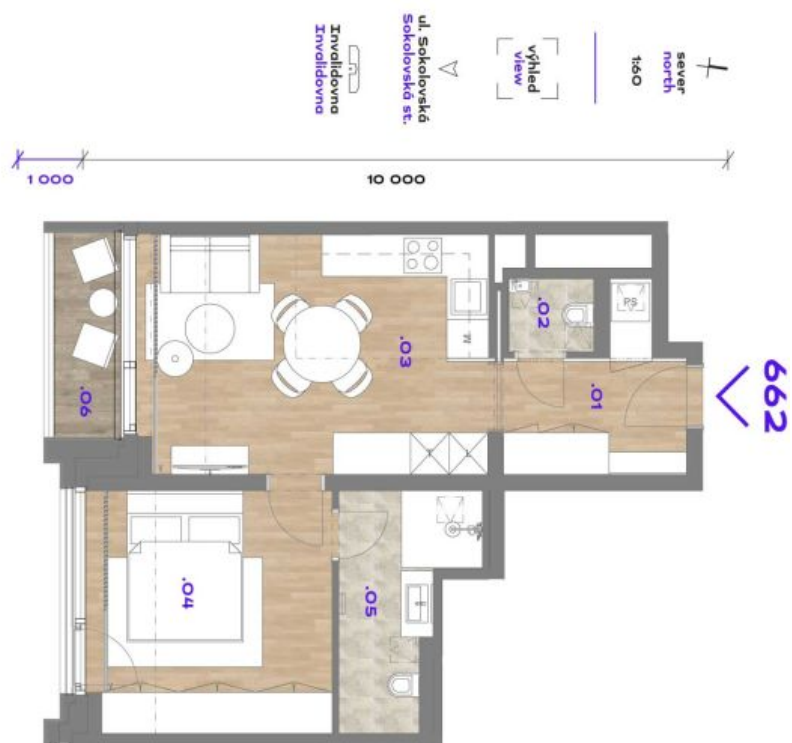 sever
north
1:60
výhled
view
ul. Sokolovská
Sokolovská st.
Invalidovna
Invalidovna
1 000
10 000
662
.01
.02
.03
.04
.05
.06
PS